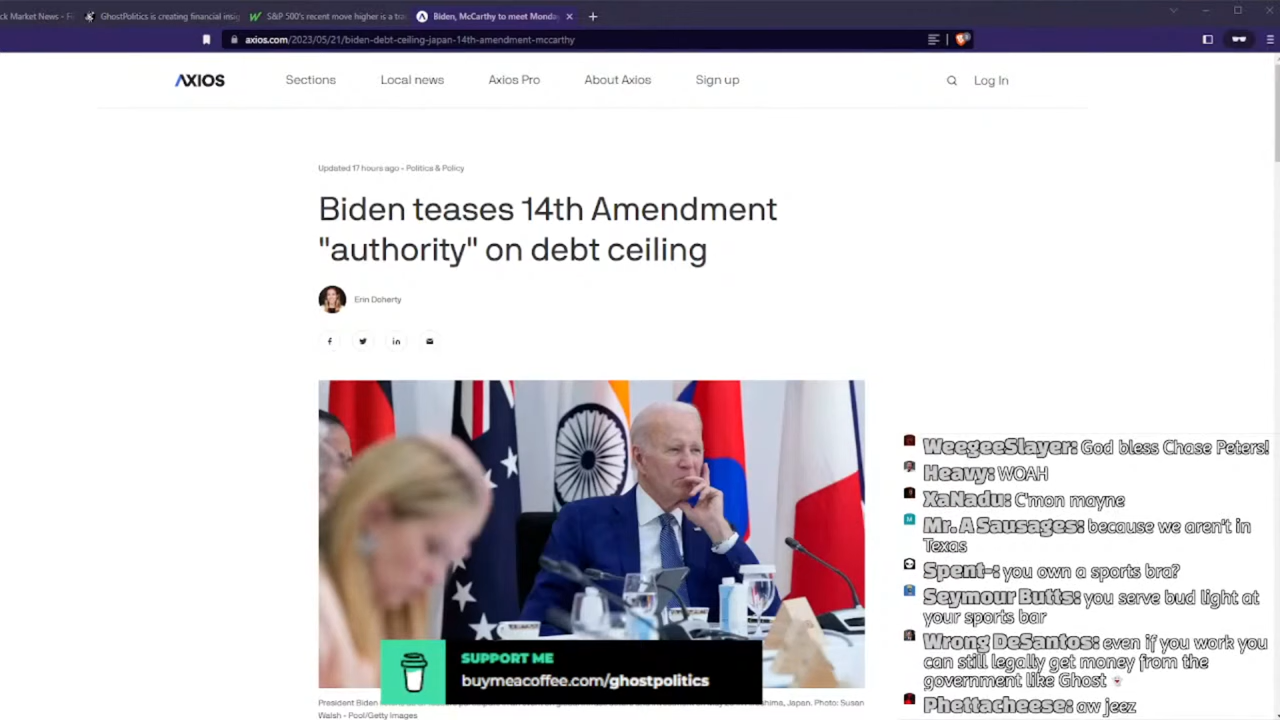 ck Market News - Fi
GhostPolitics is creating financial insig
S&P 500's recent move higher is a tra
Biden, McCarthy to meet Monda
axios.com/2023/05/21/biden-debt-ceiling-japan-14th-amendment-mccarthy
AXIOS
Sections
Local news
Axios Pro
About Axios
Sign up
Log In
Updated 17 hours ago - Politics & Policy
Biden teases 14th Amendment
"authority" on debt ceiling
Erin Doherty
WeegeeSlayer: God bless Chase Peters!
Heavy: WOAH
XaNadu: C'mon mayne
Mr. A Sausages: because we aren't in
Texas
Spent-: you own a sports bra?
Seymour Butts: you serve bud light at
your sports bar
Wrong DeSantos: even if you work you
can still legally get money from the
government like Ghost
Phettacheese: aw jeez
SUPPORT ME
buymeacoffee.com/ghostpolitics
President Biden
shima, Japan. Photo: Susan
Walsh - Pool/Getty Images